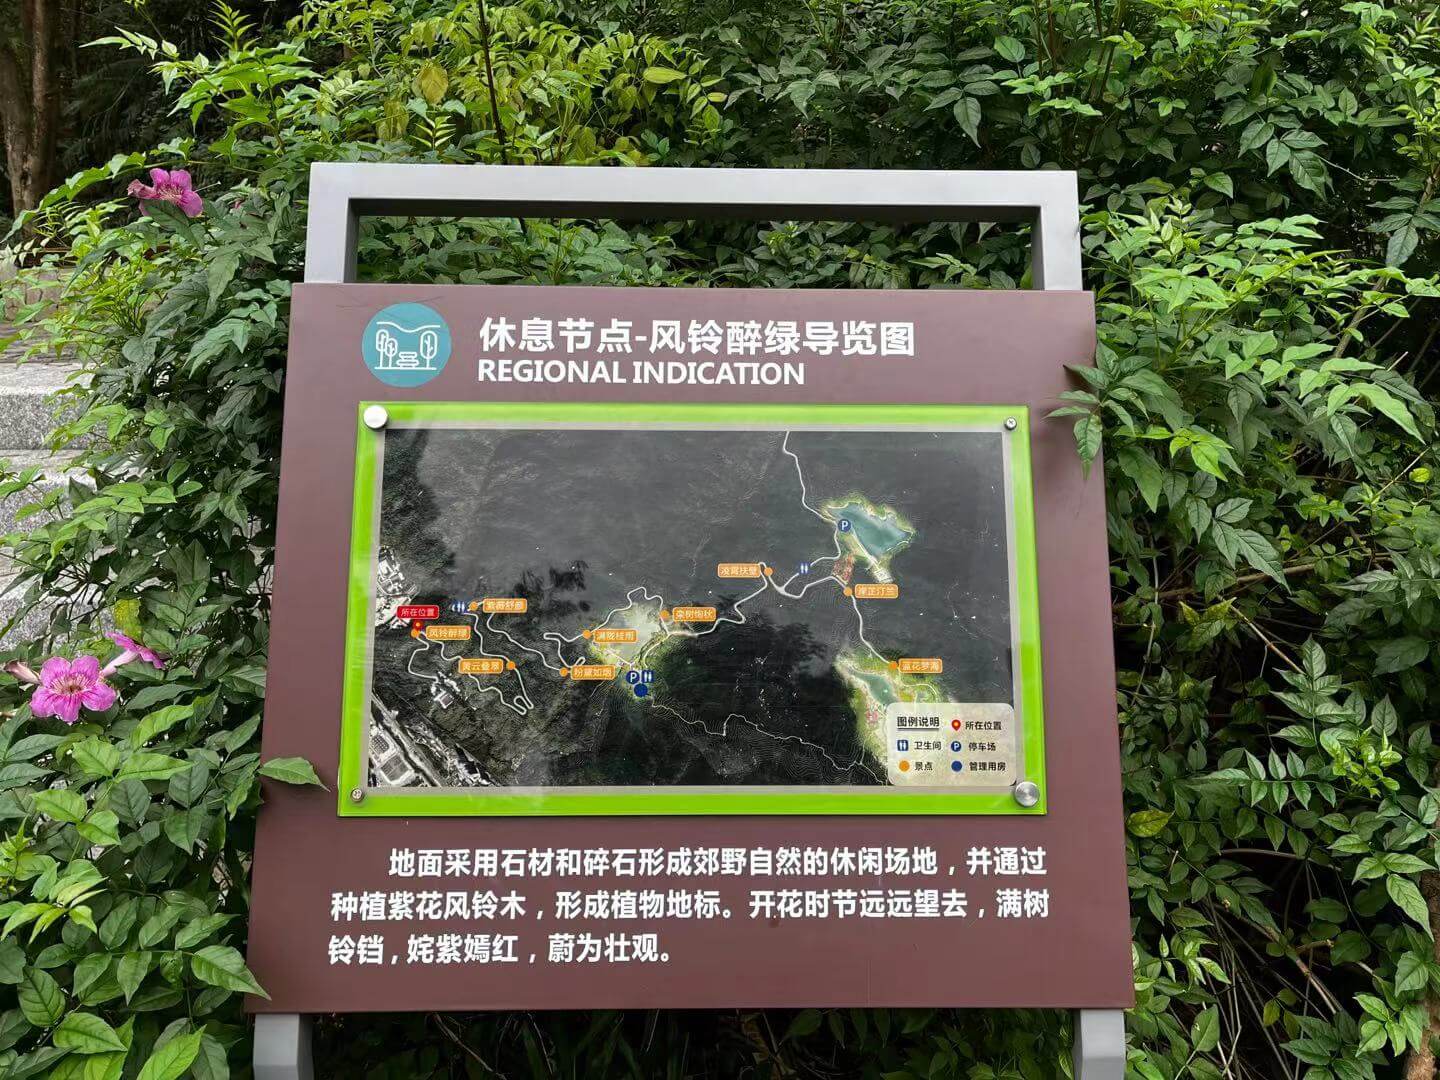 休息节点-风铃醉绿导览图
REGIONAL INDICATION
P
凌霄扶壁
岸芷汀兰
所在位置
紫薇舒颜
风铃醉绿
栾树绚秋
满陇桂雨
黄云叠翠
粉黛如烟
蓝花梦海
P
图例说明
所在位置
卫生间
P 停车场
景点
管理用房
地面采用石材和碎石形成郊野自然的休闲场地，并通过
种植紫花风铃木，形成植物地标。开花时节远远望去，满树
铃铛，姹紫嫣红，蔚为壮观。